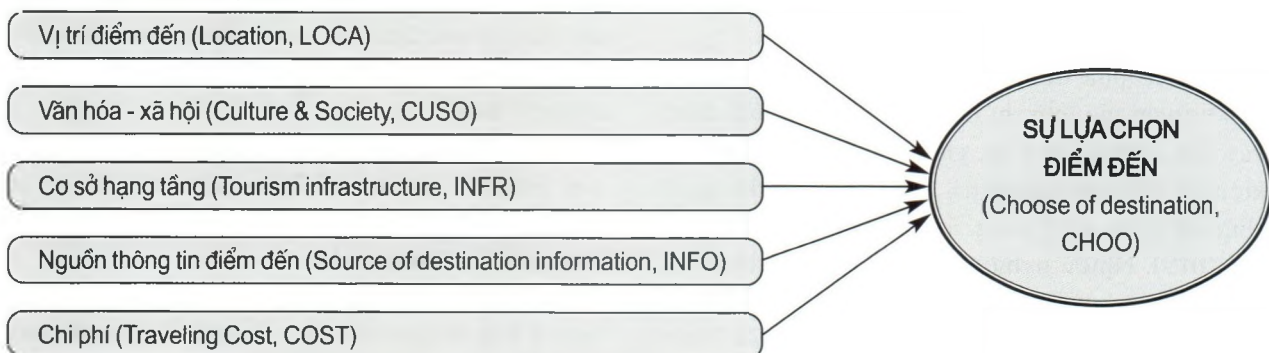 Vị trí điểm đến (Location, LOCA)
Văn hóa - xã hội (Culture & Society, CUSO)
Cơ sở hạng tầng (Tourism infrastructure, INFR)
Nguồn thông tin điểm đến (Source of destination information, INFO)
Chi phí (Traveling Cost, COST)
SỰ LỰA CHỌN
ĐIỂM ĐẾN
(Choose of destination,
CHOO)